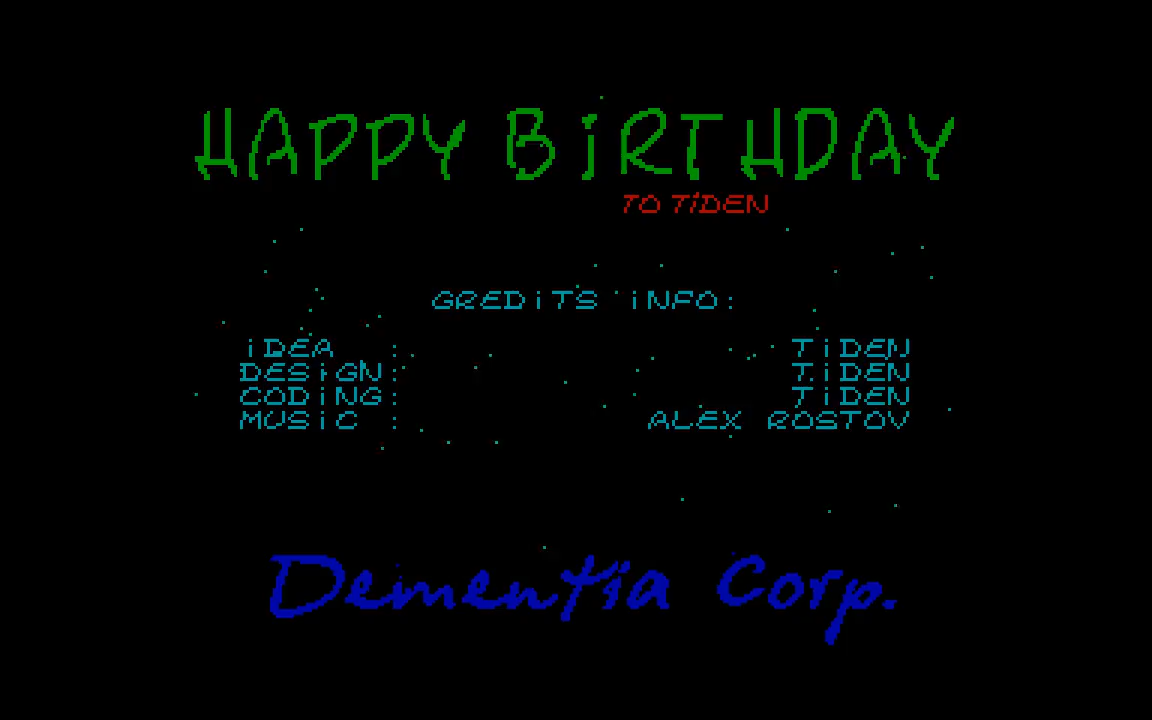 HAPPY BiRTHDAY
TO TiDEN
GREDiTS iNFO:
iDEA : TiDEN
DESiGN: TiDEN
CODiNG: TiDEN
MUSiC : ALEX ROSTOV
Dementia Corp.